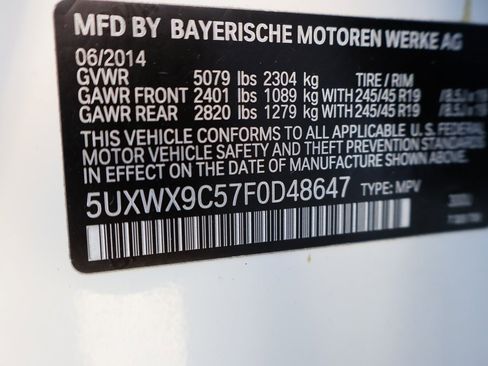 MFD BY BAYERISCHE MOTOREN WERKE AG
06/2014
GVWR 5079 lbs 2304 kg TIRE / RIM
GAWR FRONT 2401 lbs 1089 kg WITH 245/45 R19
GAWR REAR 2820 lbs 1279 kg WITH 245/45 R19
THIS VEHICLE CONFORMS TO ALL APPLICABLE U.S. FEDERAL
MOTOR VEHICLE SAFETY AND THEFT PREVENTION STANDARDS
IN EFFECT ON THE DATE OF MANUFACTURE SHOWN ABOVE.
5UXWX9C57F0D48647 TYPE: MPV